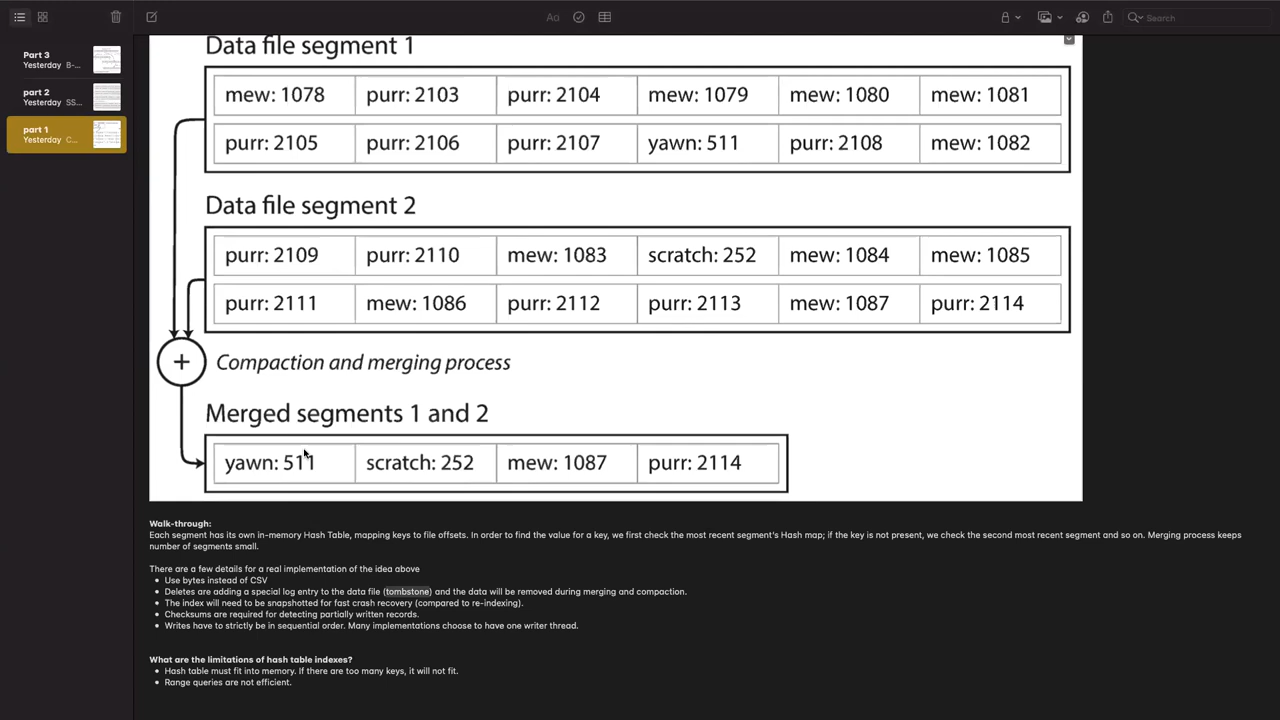 Search
Part 3
Yesterday B-...
part 2
Yesterday SS...
part 1
Yesterday C...
Data file segment 1
mew: 1078 purr: 2103 purr: 2104 mew: 1079 mew: 1080 mew: 1081
purr: 2105 purr: 2106 purr: 2107 yawn: 511 purr: 2108 mew: 1082
Data file segment 2
purr: 2109 purr: 2110 mew: 1083 scratch: 252 mew: 1084 mew: 1085
purr: 2111 mew: 1086 purr: 2112 purr: 2113 mew: 1087 purr: 2114
+ Compaction and merging process
Merged segments 1 and 2
yawn: 511 scratch: 252 mew: 1087 purr: 2114
Walk-through:
Each segment has its own in-memory Hash Table, mapping keys to file offsets. In order to find the value for a key, we first check the most recent segment's Hash map; if the key is not present, we check the second most recent segment and so on. Merging process keeps
number of segments small.
There are a few details for a real implementation of the idea above
• Use bytes instead of CSV
• Deletes are adding a special log entry to the data file (tombstone) and the data will be removed during merging and compaction.
• The index will need to be snapshotted for fast crash recovery (compared to re-indexing).
• Checksums are required for detecting partially written records.
• Writes have to strictly be in sequential order. Many implementations choose to have one writer thread.
What are the limitations of hash table indexes?
• Hash table must fit into memory. If there are too many keys, it will not fit.
• Range queries are not efficient.